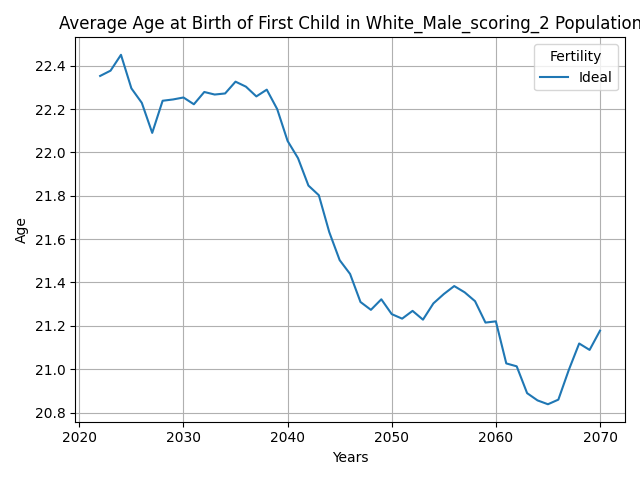 Average Age at Birth of First Child in White_Male_scoring_2 Population
Fertility
Ideal
22.4
22.2
22.0
21.8
21.6
21.4
21.2
21.0
20.8
Age
2020 2030 2040 2050 2060 2070
Years